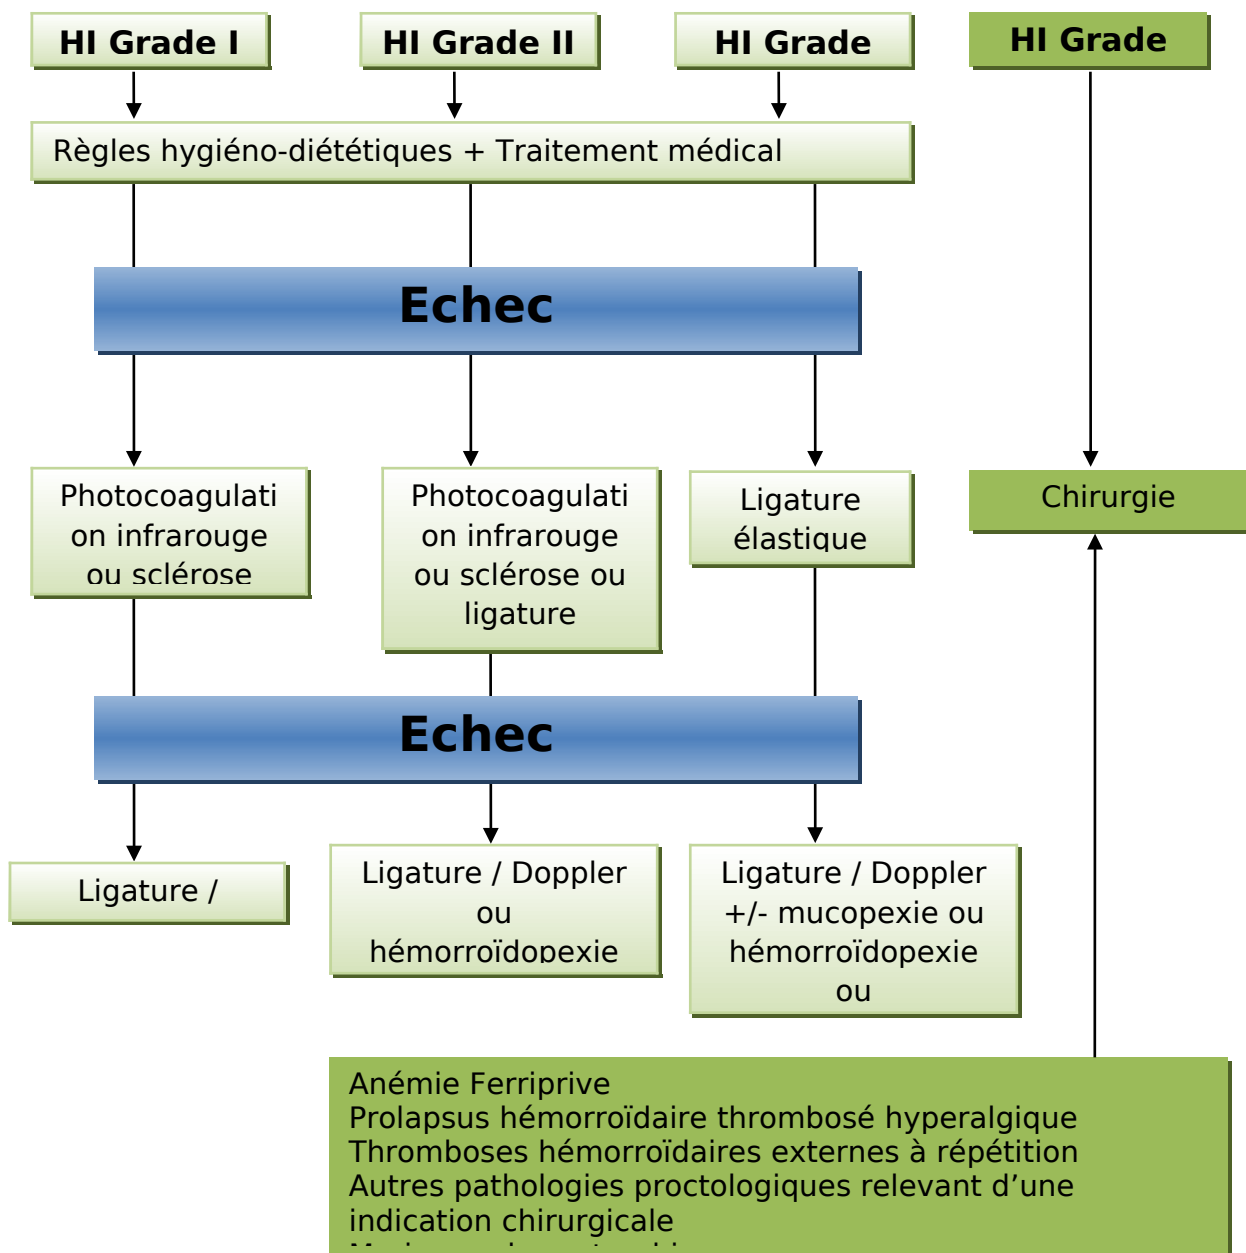 HI Grade I
HI Grade II
HI Grade
HI Grade
Règles hygiéno-diététiques + Traitement médical
Echec
Photocoagulati
on infrarouge
ou sclérose
Photocoagulati
on infrarouge
ou sclérose ou
ligature
Ligature
élastique
Chirurgie
Echec
Ligature /
Ligature / Doppler
ou
hémorroïdopexie
Ligature / Doppler
+/- mucopexie ou
hémorroïdopexie
ou
Anémie Ferriprive
Prolapsus hémorroïdaire thrombosé hyperalgique
Thromboses hémorroïdaires externes à répétition
Autres pathologies proctologiques relevant d’une
indication chirurgicale